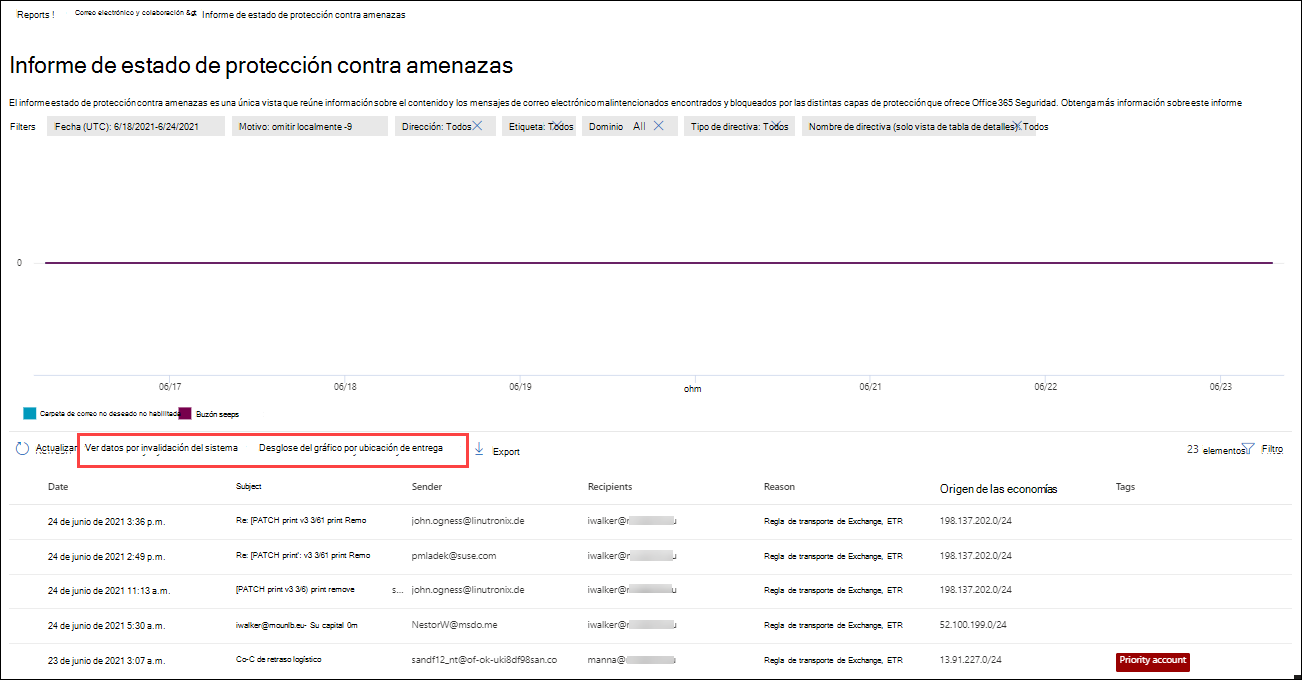 Reports ! Correo electrónico y colaboración &gt; Informe de estado de protección contra amenazas
Informe de estado de protección contra amenazas
El informe estado de protección contra amenazas es una única vista que reúne información sobre el contenido y los mensajes de correo electrónico malintencionados encontrados y bloqueados por las distintas capas de protección que ofrece Office 365 Seguridad. Obtenga más información sobre este informe
Filters Fecha (UTC): 6/18/2021-6/24/2021 Motivo: omitir localmente -9 Dirección: Todos Etiqueta: Todos Dominio All Tipo de directiva: Todos Nombre de directiva (solo vista de tabla de detalles): Todos
0
06/17 06/18 06/19 ohm 06/21 06/22 06/23
Carpeta de correo no deseado no habilitada Buzón seeps
Actualizar Ver datos por invalidación del sistema Desglose del gráfico por ubicación de entrega Export 23 elementos Filtro
Date Subject Sender Recipients Reason Origen de las economías Tags
24 de junio de 2021 3:36 p.m. Re: [PATCH print v3 3/61 print Remo john.ogness@linutronix.de iwalker@ Regla de transporte de Exchange, ETR 198.137.202.0/24
24 de junio de 2021 2:49 p.m. Re: [PATCH print': v3 3/61 print Remo pmladek@suse.com iwalker@ Regla de transporte de Exchange, ETR 198.137.202.0/24
24 de junio de 2021 11:13 a.m. [PATCH print v3 3/6) print remove s... john.ogness@linutronix.de iwalker@ Regla de transporte de Exchange, ETR 198.137.202.0/24
24 de junio de 2021 5:30 a.m. iwalker@mounlb.eu- Su capital 0m NestorW@msdo.me iwalker@ Regla de transporte de Exchange, ETR 52.100.199.0/24
23 de junio de 2021 3:07 a.m. Co-C de retraso logístico sandf12_nt@of-ok-uki8df98san.co manna@ Regla de transporte de Exchange, ETR 13.91.227.0/24 Priority account